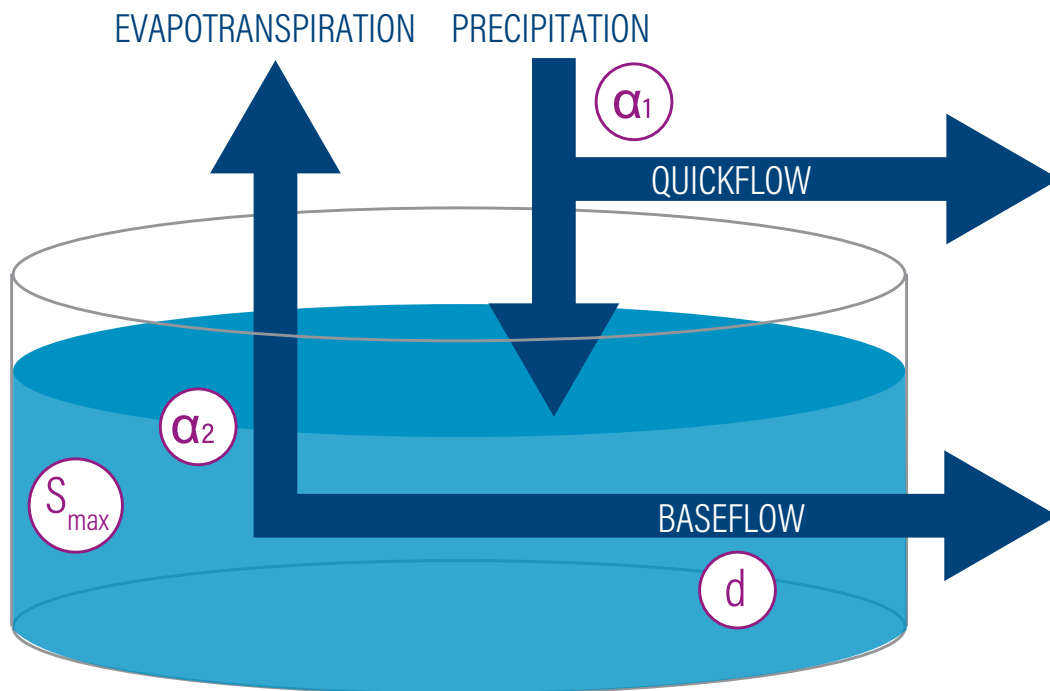 EVAPOTRANSPIRATION PRECIPITATION
α1
QUICKFLOW
α2
Smax
BASEFLOW
d